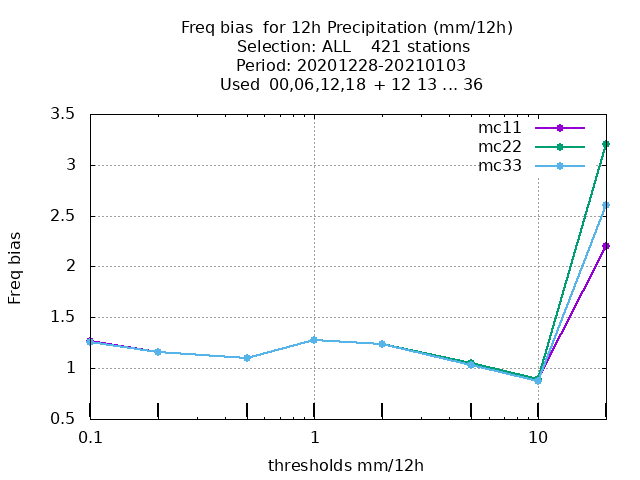 Freq bias  for 12h Precipitation (mm/12h)
Selection: ALL    421 stations
Period: 20201228-20210103
Used  00,06,12,18  + 12 13 ... 36
3.5
3
2.5
2
1.5
1
0.5
Freq bias
mc11
mc22
mc33
0.1
1
10
thresholds mm/12h